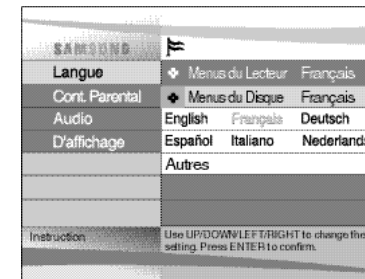 SAMSUNG
Langue
Menus du Lecteur Français
Cont. Parental
Menus du Disque Français
Audio
English Français Deutsch
D'affichage
Español Italiano Nederlands
Autres
Instruction
Use UP/DOWN/LEFT/RIGHT to change the
setting. Press ENTER to confirm.